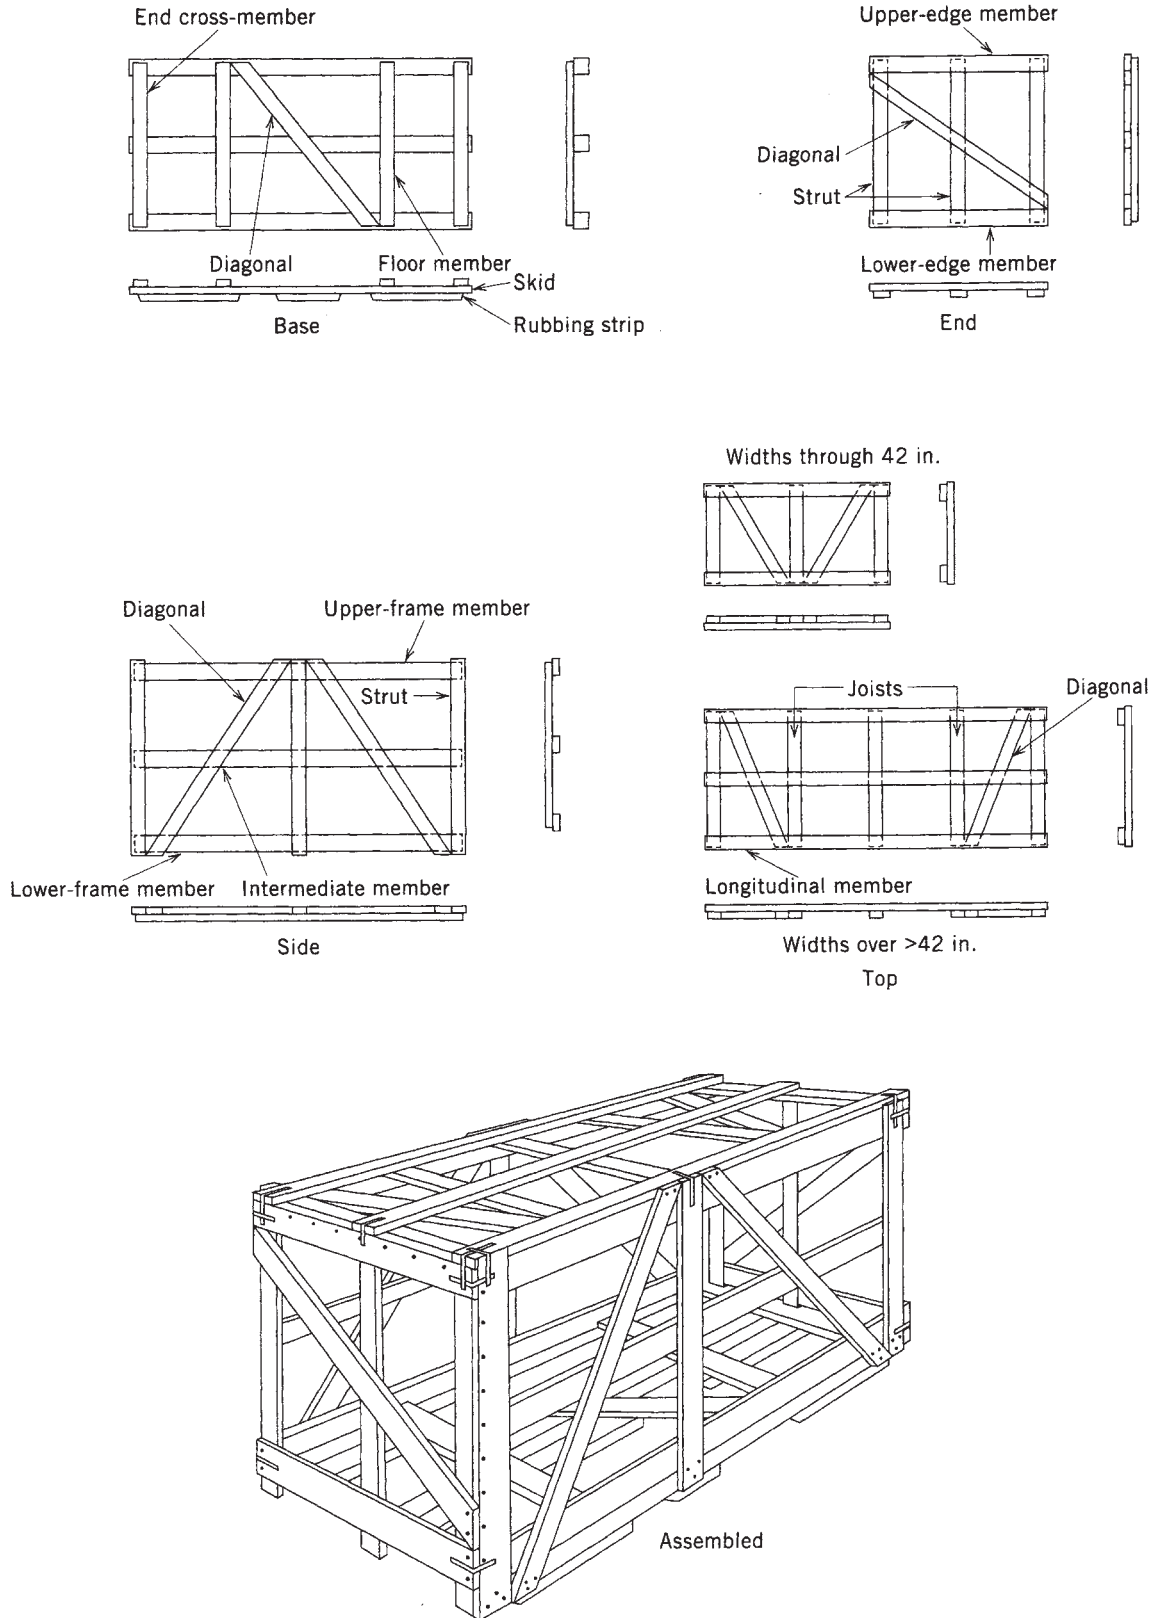 End cross-member
Diagonal
Floor member
Skid
Rubbing strip
Base
Upper-edge member
Diagonal
Strut
Lower-edge member
End
Diagonal
Upper-frame member
Strut
Lower-frame member
Intermediate member
Side
Widths through 42 in.
Joists
Diagonal
Longitudinal member
Widths over >42 in.
Top
Assembled